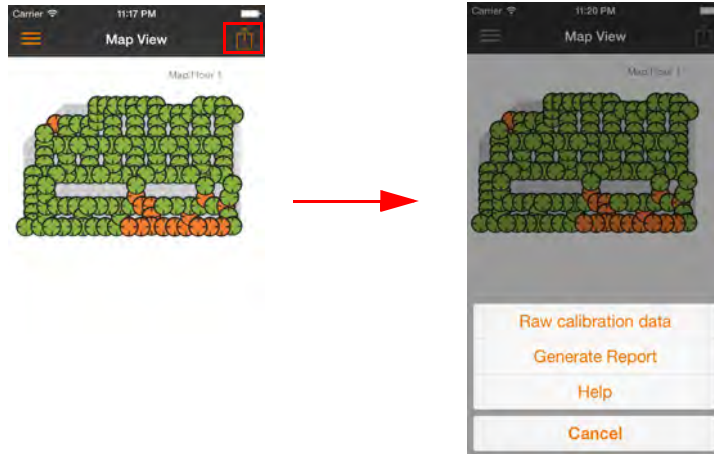 Carrier 11:17 PM
Map View
Map:Floor 1
Carrier 11:20 PM
Map View
Map:Floor 1
Raw calibration data
Generate Report
Help
Cancel